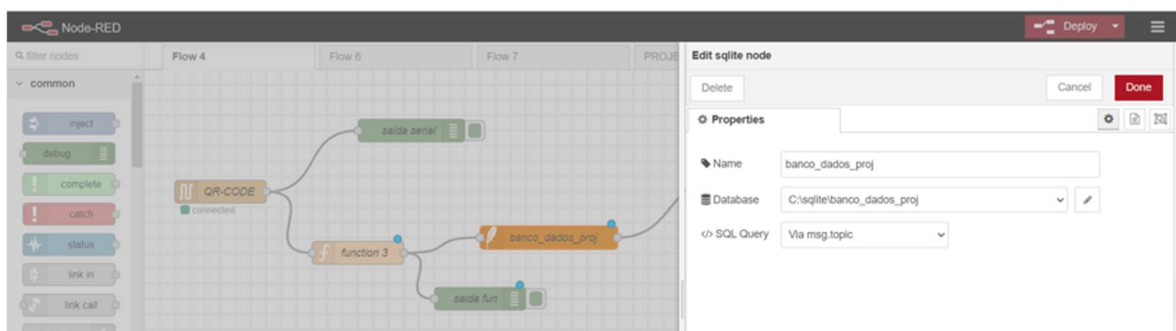 Node-RED
Deploy
filter nodes
common
inject
debug
complete
catch
status
link in
link call
Flow 4
Flow 6
Flow 7
PROJE
saida serial
QR-CODE
connected
function 3
banco_dados_proj
saida fun
Edit sqlite node
Delete
Cancel
Done
Properties
Name
banco_dados_proj
Database
C:\sqlite\banco_dados_proj
</> SQL Query
Via msg.topic